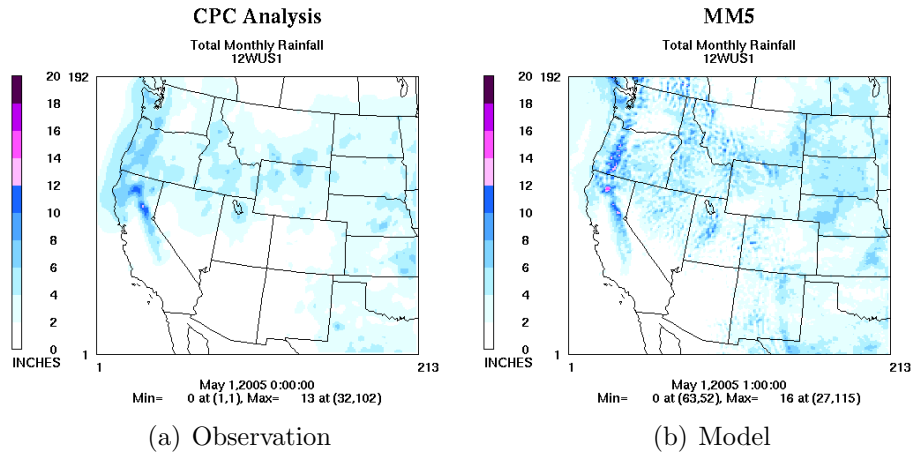 CPC Analysis
Total Monthly Rainfall
12WUS1
20
18
16
14
12
10
8
6
4
2
0
INCHES
192
1
1
213
May 1,2005 0:00:00
Min= 0 at (1,1), Max= 13 at (32,102)
(a) Observation
MM5
Total Monthly Rainfall
12WUS1
20
18
16
14
12
10
8
6
4
2
0
INCHES
192
1
1
213
May 1,2005 1:00:00
Min= 0 at (63,52), Max= 16 at (27,115)
(b) Model